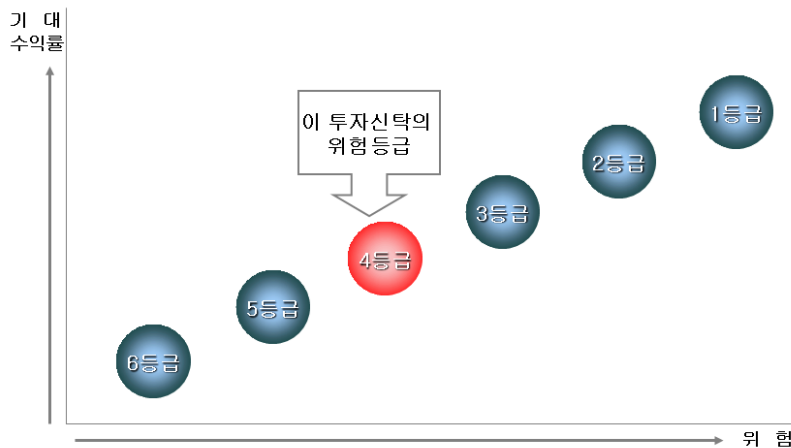 기 대
수익률
이 투자신탁의
위험등급
1등급
2등급
3등급
4등급
5등급
6등급
위 험